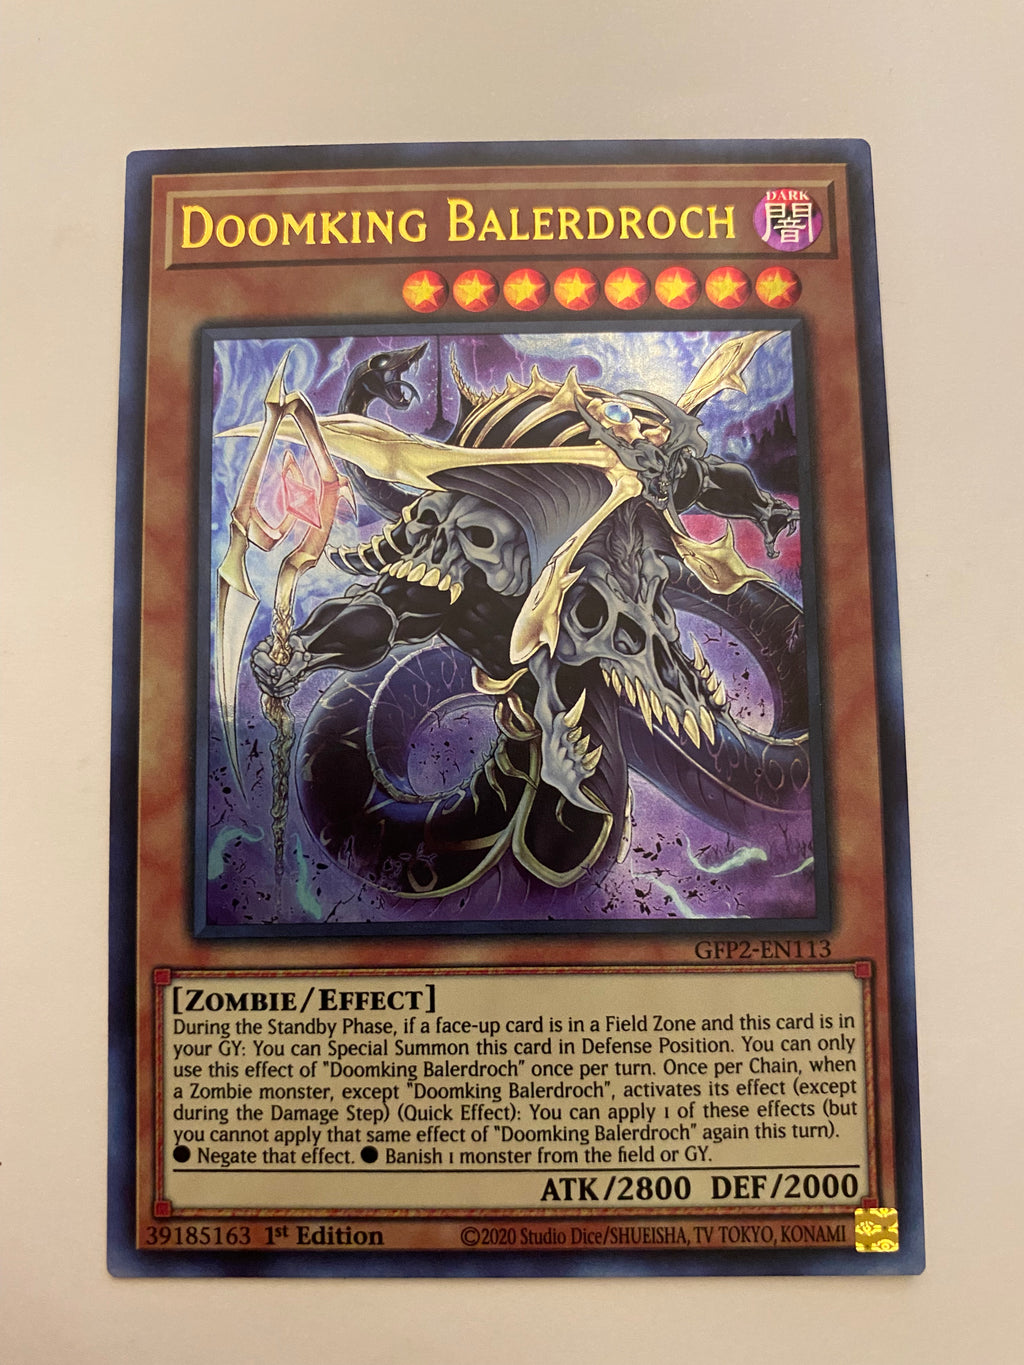 DOOMKING BALERDROCH
DARK
闇
GFP2-EN113
[ZOMBIE/EFFECT]
During the Standby Phase, if a face-up card is in a Field Zone and this card is in
your GY: You can Special Summon this card in Defense Position. You can only
use this effect of "Doomking Balerdroch" once per turn. Once per Chain, when
a Zombie monster, except "Doomking Balerdroch", activates its effect (except
during the Damage Step) (Quick Effect): You can apply 1 of these effects (but
you cannot apply that same effect of "Doomking Balerdroch" again this turn).
● Negate that effect. ● Banish 1 monster from the field or GY.
ATK/2800 DEF/2000
39185163 1st Edition ©2020 Studio Dice/SHUEISHA, TV TOKYO, KONAMI